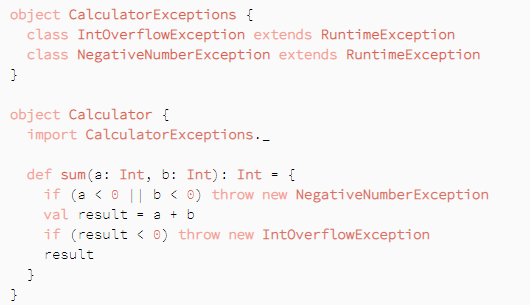 object CalculatorExceptions {
  class IntOverflowException extends RuntimeException
  class NegativeNumberException extends RuntimeException
}

object Calculator {
  import CalculatorExceptions._

  def sum(a: Int, b: Int): Int = {
    if (a < 0 || b < 0) throw new NegativeNumberException
    val result = a + b
    if (result < 0) throw new IntOverflowException
    result
  }
}